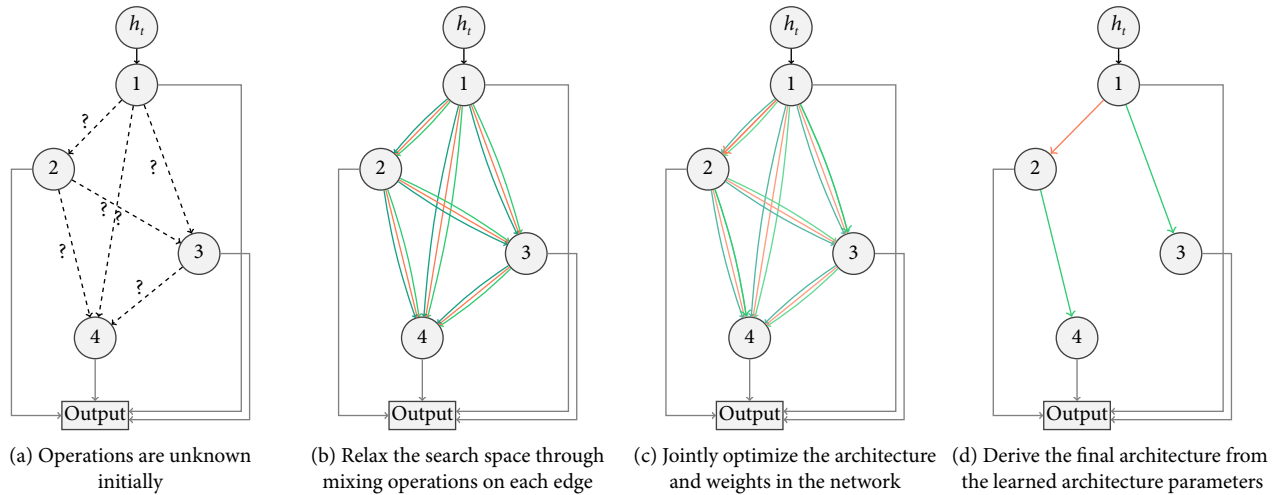 h_t
1
?
2
?
? ?
?
3
?
4
Output
(a) Operations are unknown
initially
h_t
1
2
3
4
Output
(b) Relax the search space through
mixing operations on each edge
h_t
1
2
3
4
Output
(c) Jointly optimize the architecture
and weights in the network
h_t
1
2
3
4
Output
(d) Derive the final architecture from
the learned architecture parameters